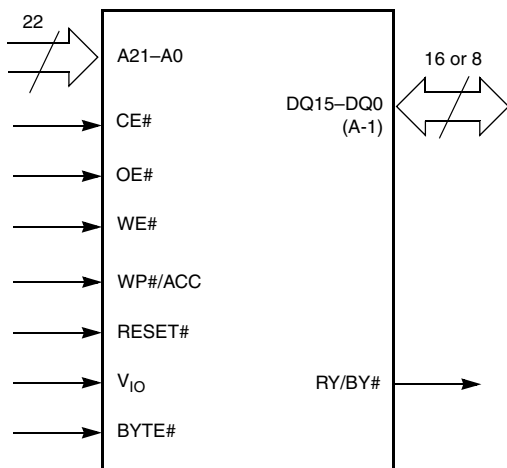 22
A21–A0
16 or 8
DQ15–DQ0
(A-1)
CE#
OE#
WE#
WP#/ACC
RESET#
VIO
RY/BY#
BYTE#